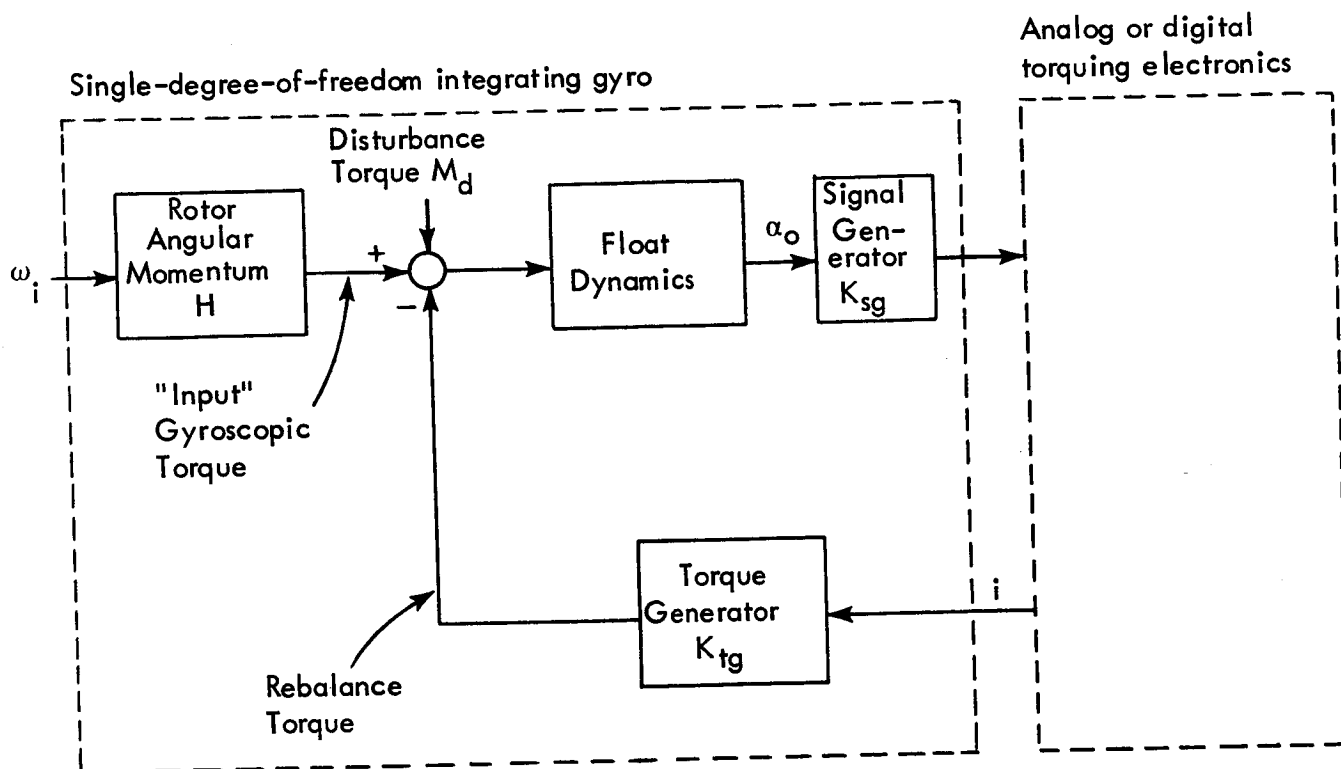 Analog or digital
torquing electronics
Single-degree-of-freedom integrating gyro
Disturbance
Torque M_d
Rotor
Angular
Momentum
H
ω_i
+
−
Float
Dynamics
α_o
Signal
Gen-
erator
K_sg
"Input"
Gyroscopic
Torque
Torque
Generator
K_tg
i
Rebalance
Torque